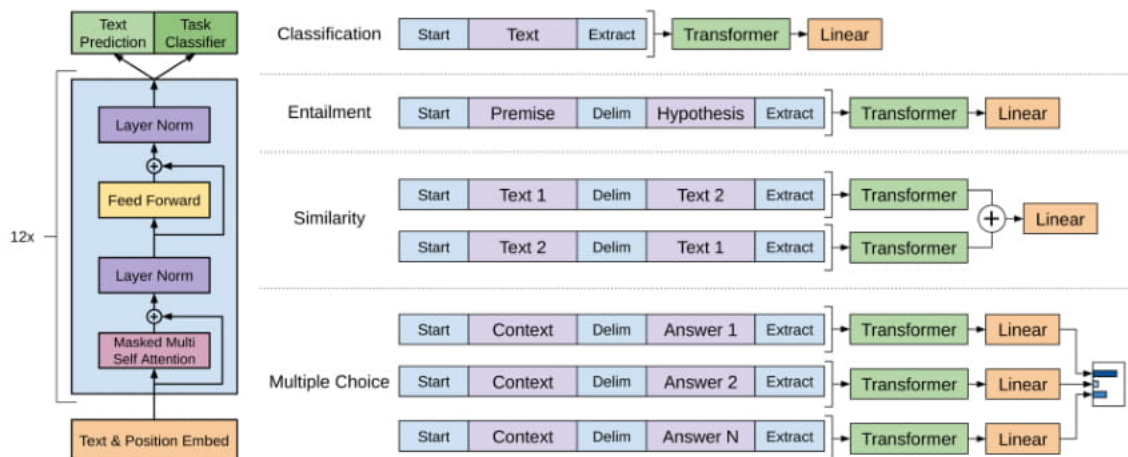 Text
Prediction
Task
Classifier
Layer Norm
Feed Forward
12x
Layer Norm
Masked Multi
Self Attention
Text & Position Embed
Classification
Start Text Extract Transformer Linear
Entailment
Start Premise Delim Hypothesis Extract Transformer Linear
Similarity
Start Text 1 Delim Text 2 Extract Transformer
Linear
Start Text 2 Delim Text 1 Extract Transformer
Multiple Choice
Start Context Delim Answer 1 Extract Transformer Linear
Start Context Delim Answer 2 Extract Transformer Linear
Start Context Delim Answer N Extract Transformer Linear